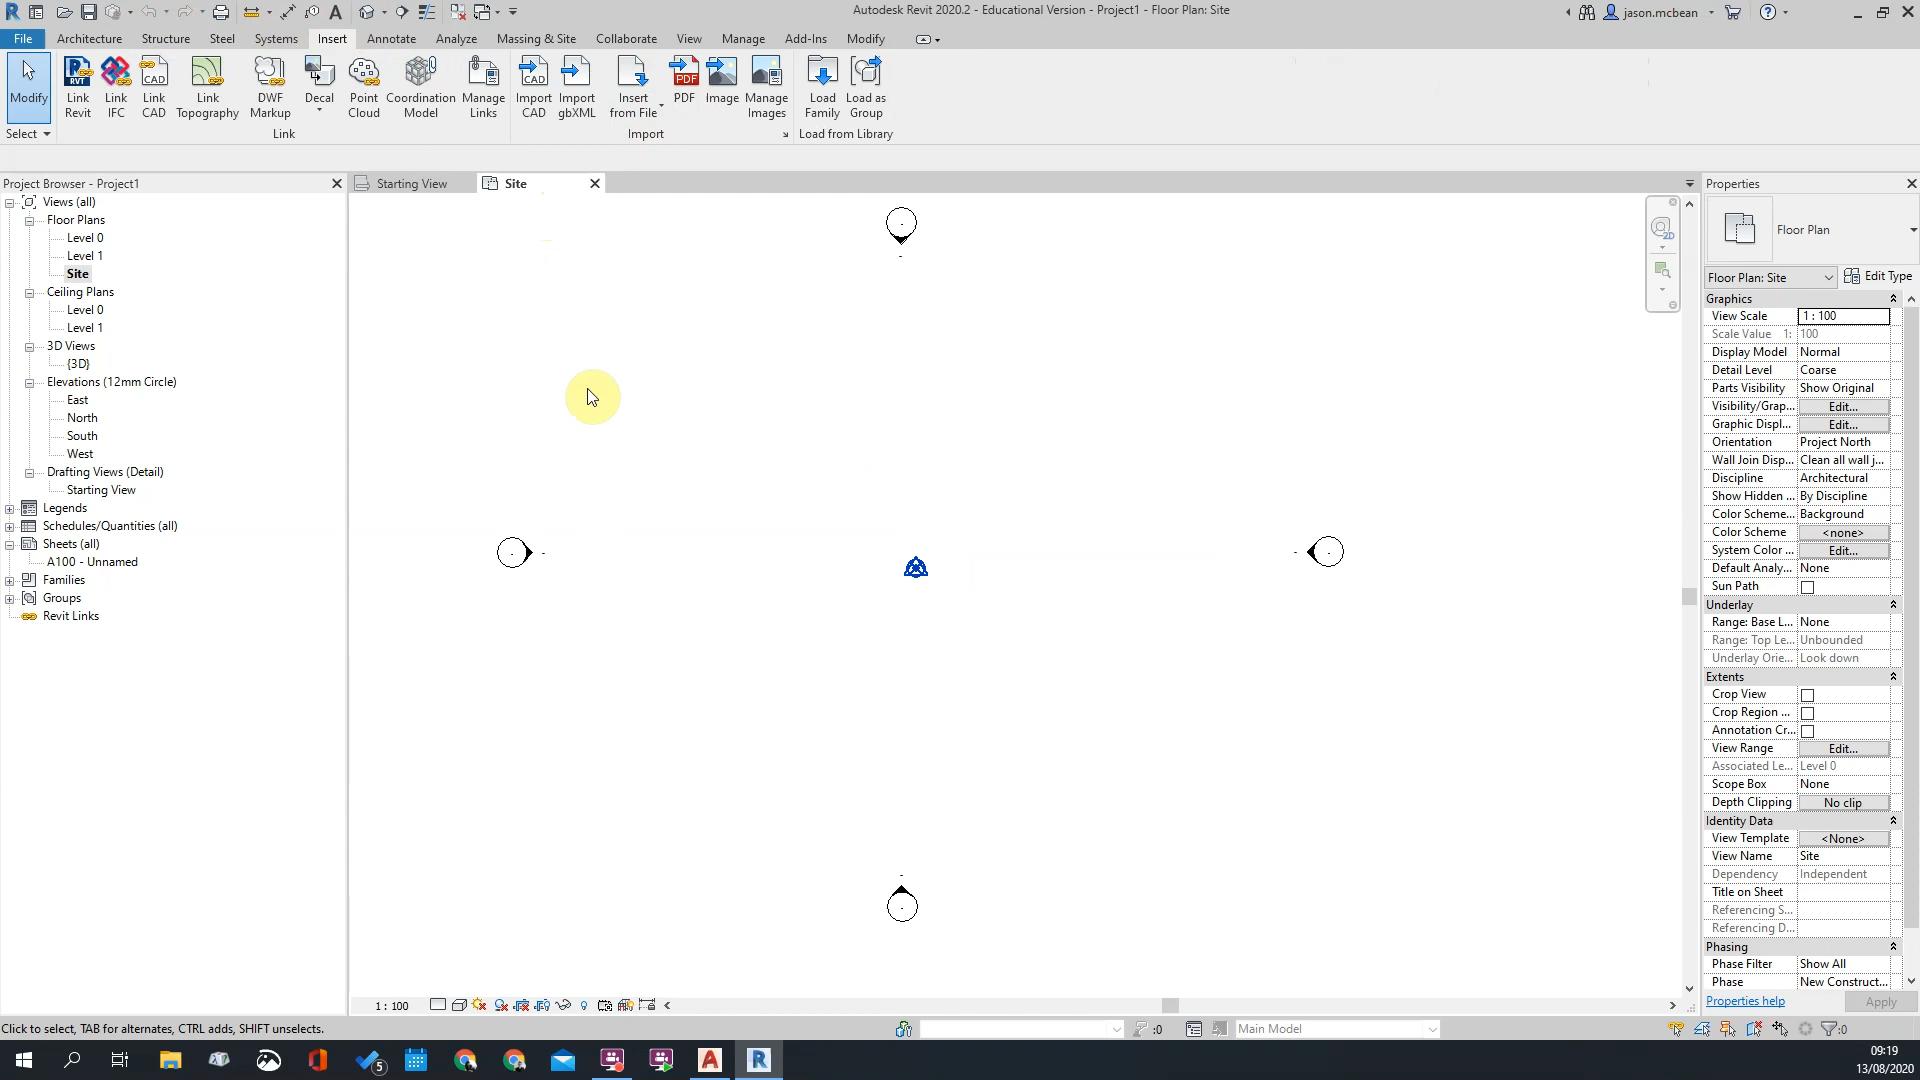 Autodesk Revit 2020.2 - Educational Version - Project1 - Floor Plan: Site
jason.mcbean
File Architecture Structure Steel Systems Insert Annotate Analyze Massing & Site Collaborate View Manage Add-Ins Modify
Modify
Link Revit
Link IFC
Link CAD
Link Topography
DWF Markup
Decal
Point Cloud
Coordination Model
Manage Links
Import CAD
Import gbXML
Insert from File
PDF
Image
Manage Images
Load Family
Load as Group
Select Link Import Load from Library
Project Browser - Project1
Starting View
Site
Properties
Views (all)
Floor Plans
Level 0
Level 1
Site
Ceiling Plans
Level 0
Level 1
3D Views
{3D}
Elevations (12mm Circle)
East
North
South
West
Drafting Views (Detail)
Starting View
Legends
Schedules/Quantities (all)
Sheets (all)
A100 - Unnamed
Families
Groups
Revit Links
2D
Floor Plan
Floor Plan: Site Edit Type
Graphics
View Scale 1 : 100
Scale Value 1: 100
Display Model Normal
Detail Level Coarse
Parts Visibility Show Original
Visibility/Grap... Edit...
Graphic Displ... Edit...
Orientation Project North
Wall Join Disp... Clean all wall j...
Discipline Architectural
Show Hidden ... By Discipline
Color Scheme... Background
Color Scheme <none>
System Color ... Edit...
Default Analy... None
Sun Path
Underlay
Range: Base L... None
Range: Top Le... Unbounded
Underlay Orie... Look down
Extents
Crop View
Crop Region ...
Annotation Cr...
View Range Edit...
Associated Le... Level 0
Scope Box None
Depth Clipping No clip
Identity Data
View Template <None>
View Name Site
Dependency Independent
Title on Sheet
Referencing S...
Referencing D...
Phasing
Phase Filter Show All
Phase New Construct...
Properties help Apply
1 : 100
Click to select, TAB for alternates, CTRL adds, SHIFT unselects.
:0
Main Model
:0
5
09:19
13/08/2020